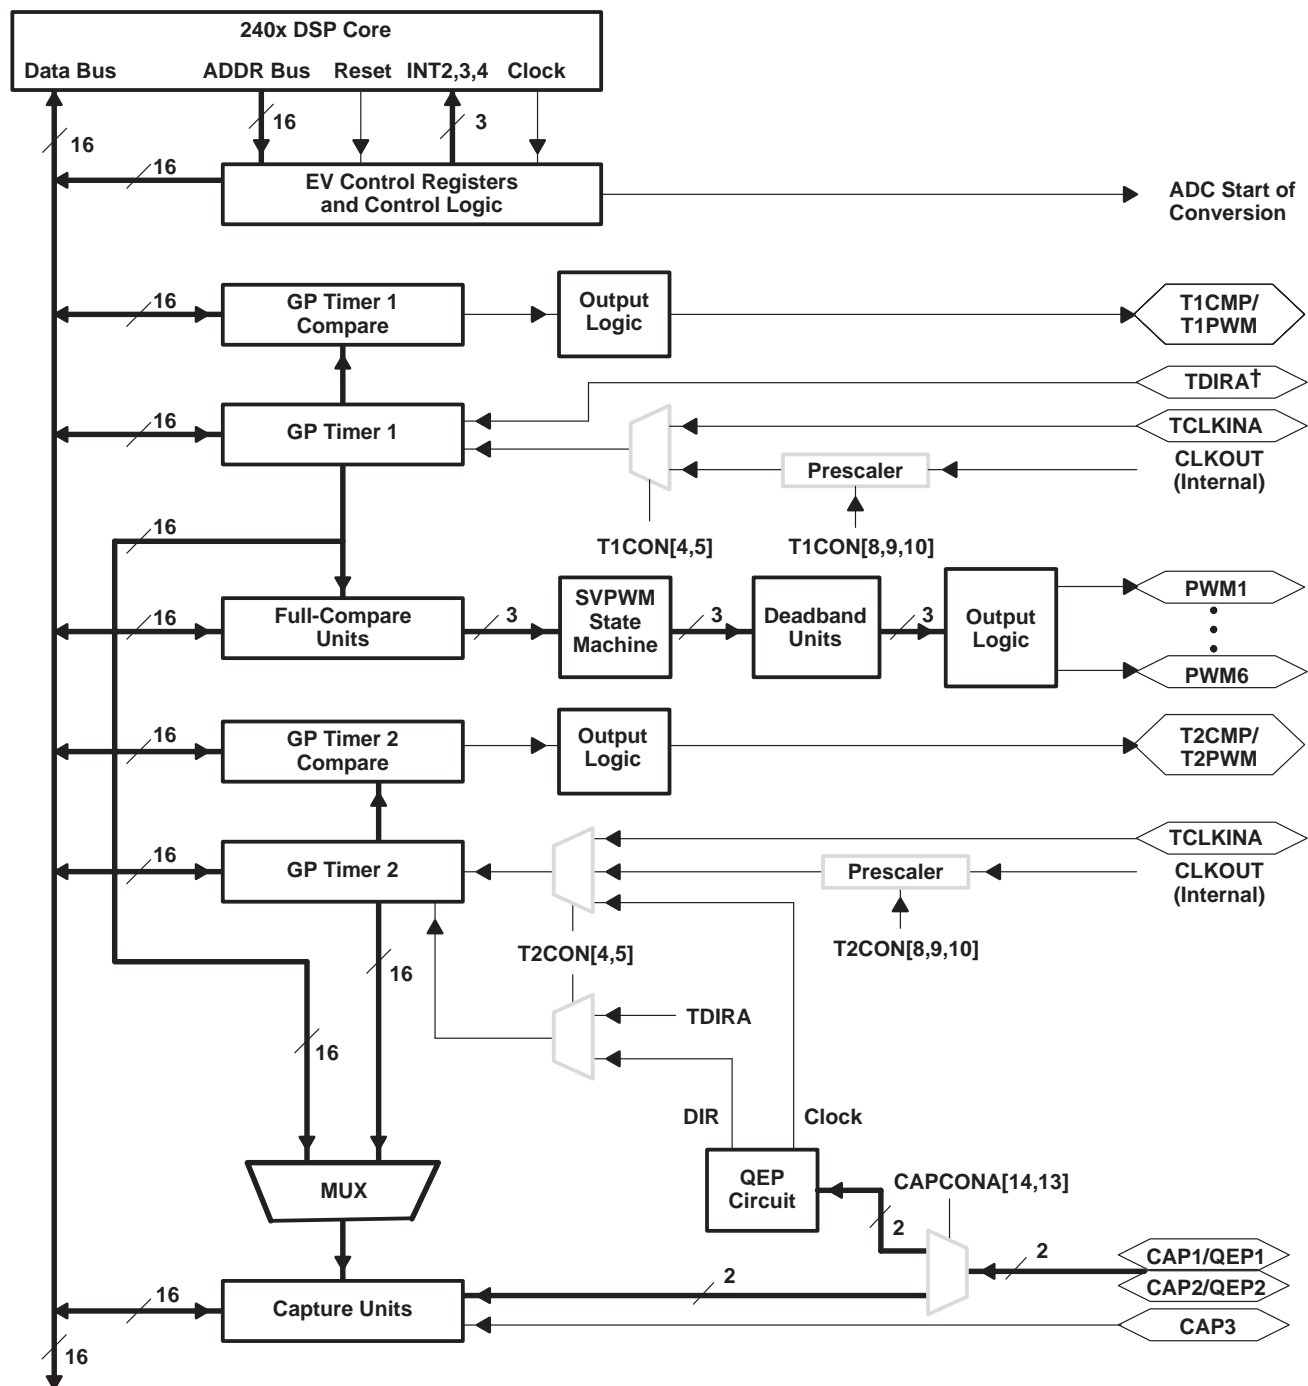 240x DSP Core
Data Bus ADDR Bus Reset INT2,3,4 Clock
16 3
16
16
EV Control Registers
and Control Logic
ADC Start of
Conversion
16
GP Timer 1
Compare
Output
Logic
T1CMP/
T1PWM
TDIRA†
16
GP Timer 1
TCLKINA
Prescaler
CLKOUT
(Internal)
16
T1CON[4,5]
T1CON[8,9,10]
Full-Compare
Units
3
SVPWM
State
Machine
3
Deadband
Units
3
Output
Logic
PWM1
PWM6
16
GP Timer 2
Compare
Output
Logic
T2CMP/
T2PWM
TCLKINA
16
GP Timer 2
Prescaler
CLKOUT
(Internal)
T2CON[4,5]
T2CON[8,9,10]
16
TDIRA
16
DIR
Clock
MUX
QEP
Circuit
CAPCONA[14,13]
2
2
CAP1/QEP1
2
CAP2/QEP2
16
Capture Units
CAP3
16